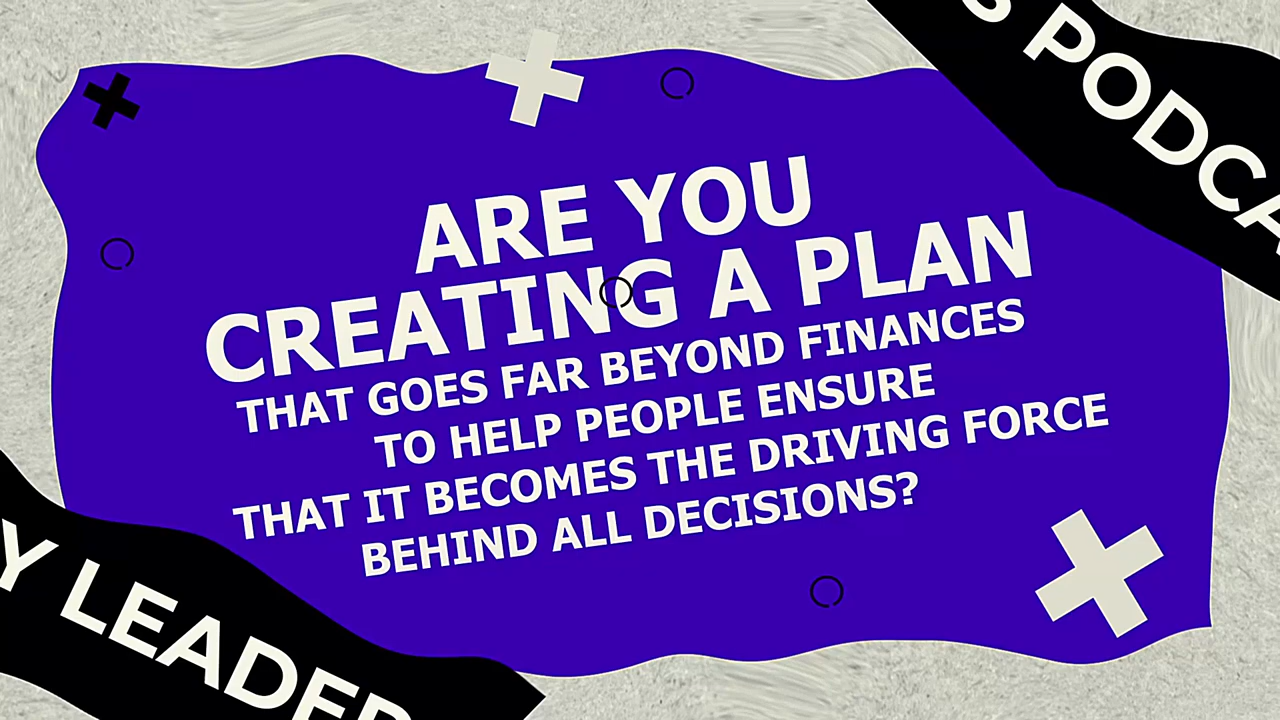 S PODCA
ARE YOU
CREATING A PLAN
THAT GOES FAR BEYOND FINANCES
TO HELP PEOPLE ENSURE
THAT IT BECOMES THE DRIVING FORCE
BEHIND ALL DECISIONS?
Y LEADER